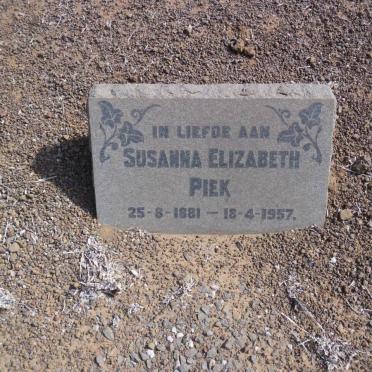 IN LIEFDE AAN
SUSANNA ELIZABETH
PIEK
25-8-1881 — 18-4-1957.